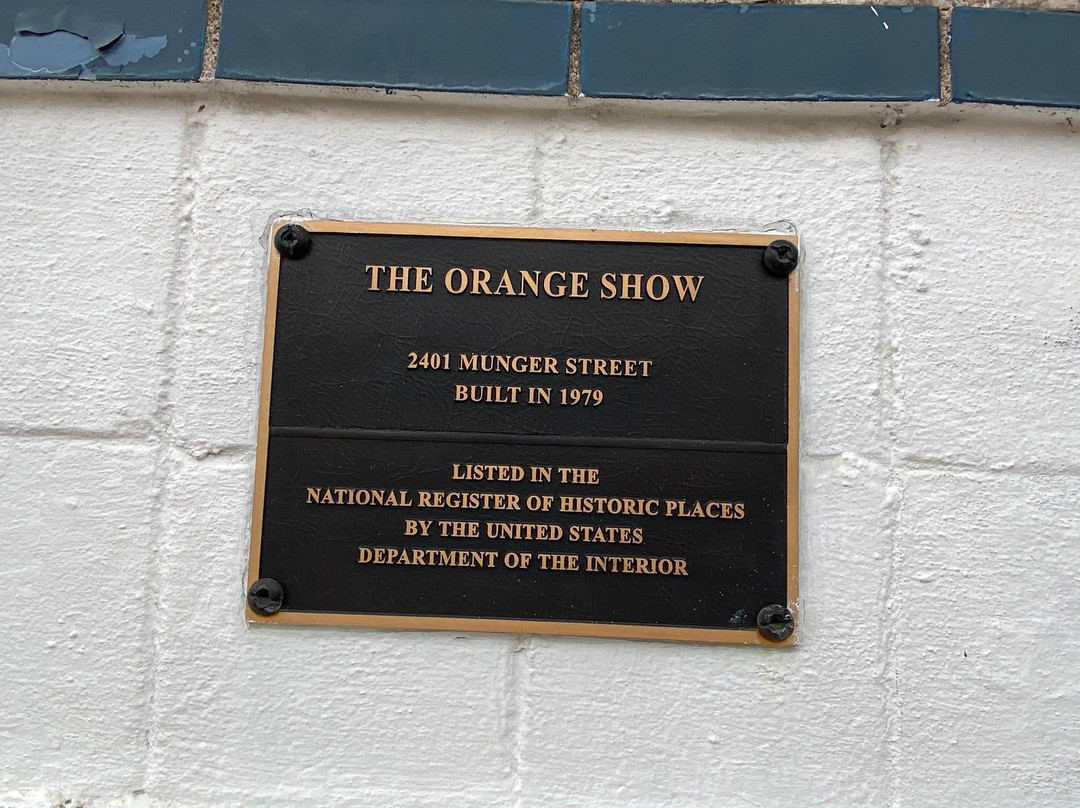 THE ORANGE SHOW
2401 MUNGER STREET
BUILT IN 1979
LISTED IN THE
NATIONAL REGISTER OF HISTORIC PLACES
BY THE UNITED STATES
DEPARTMENT OF THE INTERIOR